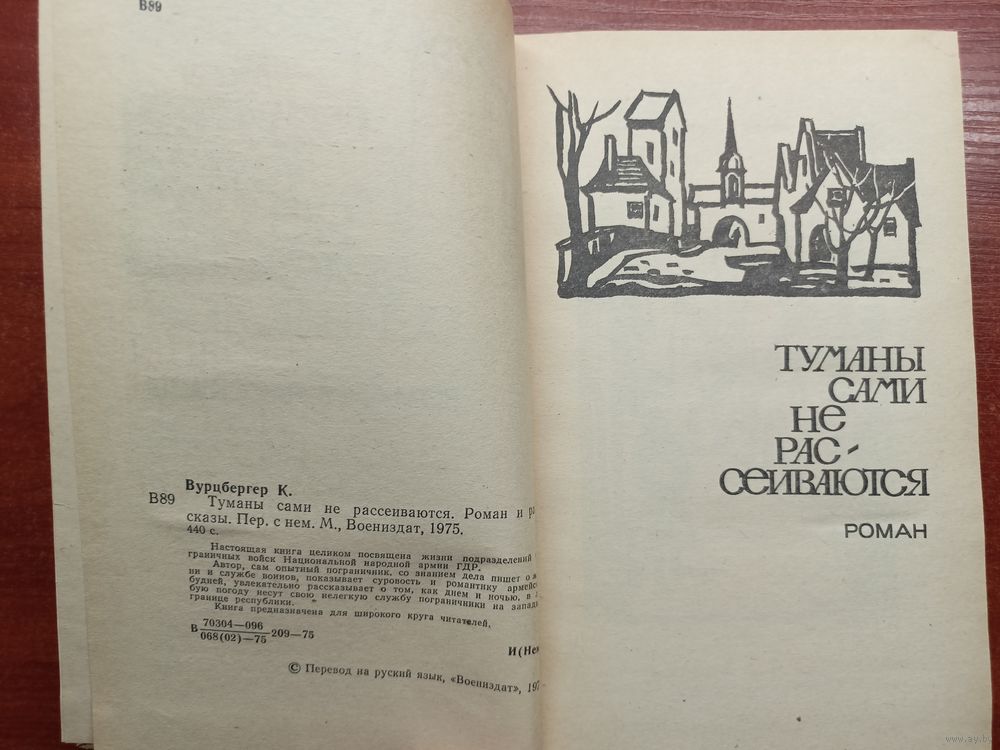 В89
Вурцбергер К.
В89
Туманы сами не рассеиваются. Роман и
сказы. Пер. с нем. М., Воениздат, 1975.
440 с.
Настоящая книга целиком посвящена жизни подразделений
граничных войск Национальной народной армии ГДР.
Автор, сам опытный пограничник, со знанием дела пишет о
ни и службе воинов, показывает суровость и романтику
будней, увлекательно рассказывает о том, как днем и ночью, в
бую погоду несут свою нелегкую службу пограничники на
границе республики.
Книга предназначена для широкого круга читателей.
В 70304—096
068(02)—75 209—75
И(Нем
© Перевод на руский язык, «Воениздат», 197
ТУМАНЫ
САМИ
НЕ
РАС-
СЕИВАЮТСЯ
РОМАН
www.ay.by